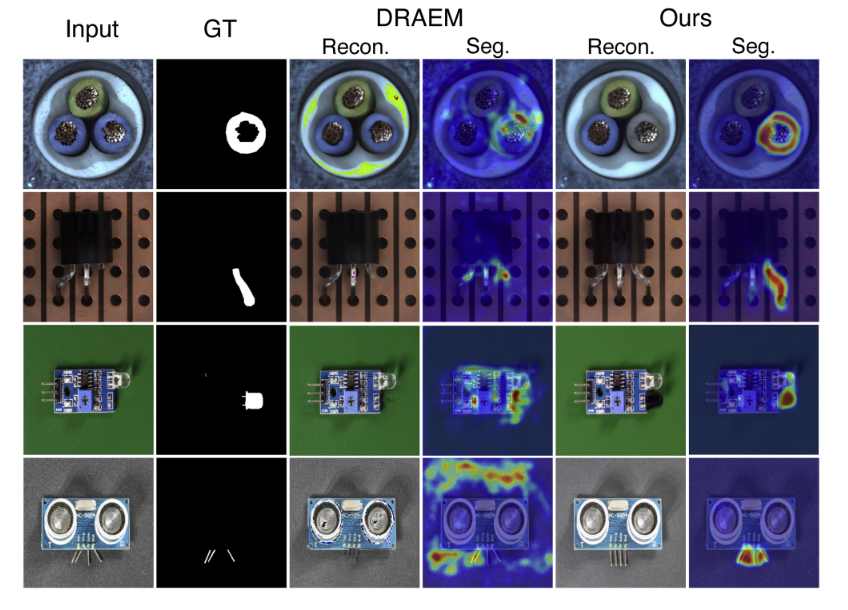 Input
GT
DRAEM
Ours
Recon.
Seg.
Recon.
Seg.